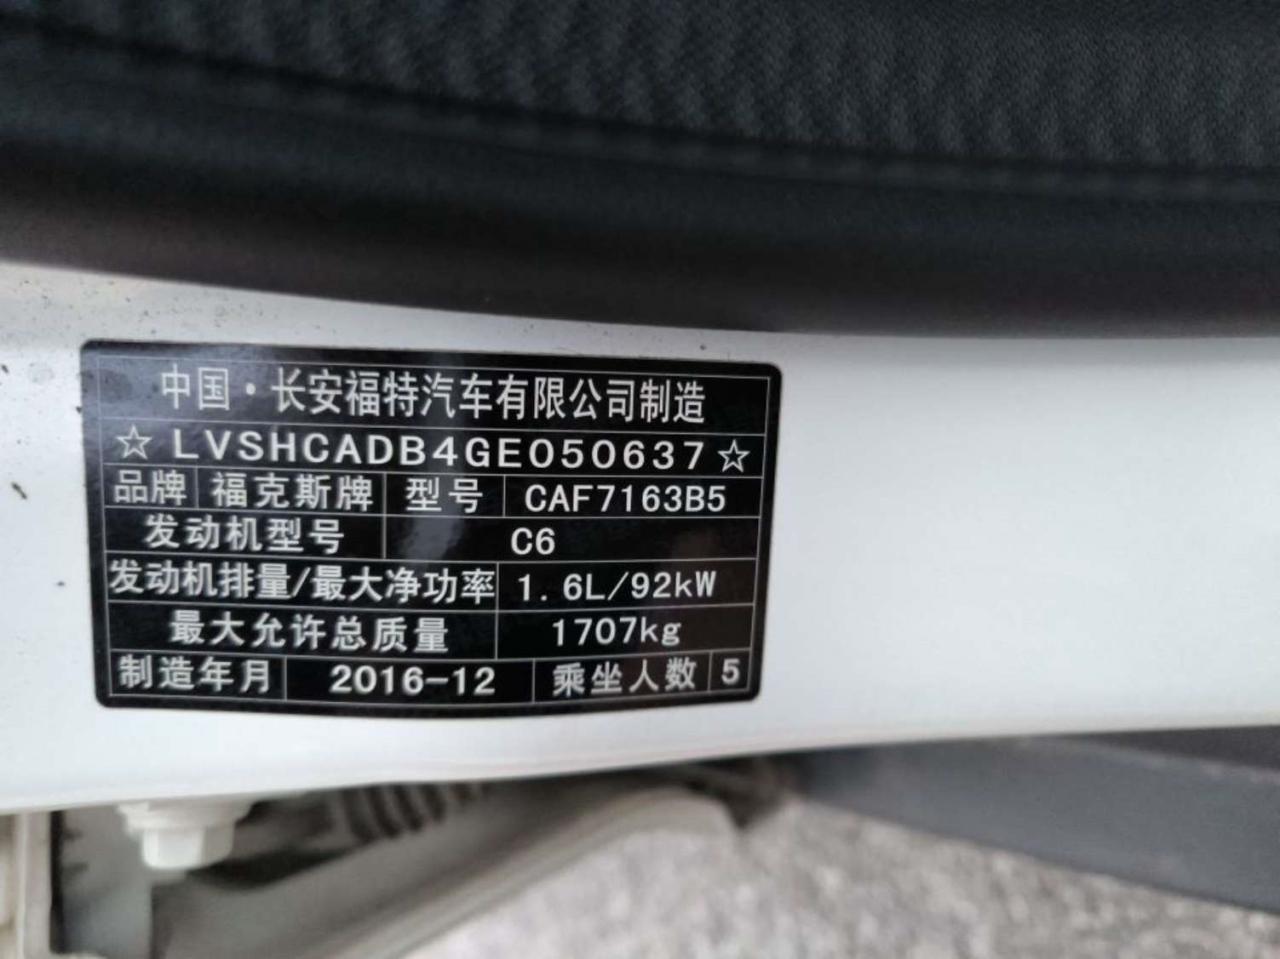 中国·长安福特汽车有限公司制造
☆LVSHCADB4GE050637☆
品牌 福克斯牌 型号 CAF7163B5
发动机型号 C6
发动机排量/最大净功率 1.6L/92kW
最大允许总质量 1707kg
制造年月 2016-12 乘坐人数 5